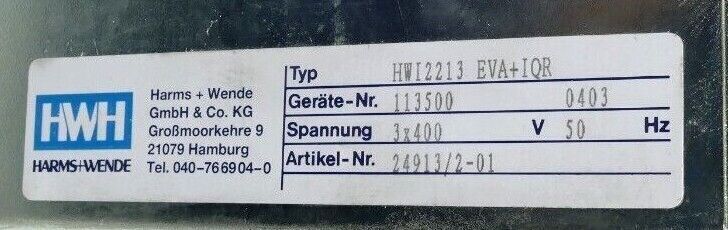 HWH
HARMS+WENDE
Harms + Wende
GmbH & Co. KG
Großmoorkehre 9
21079 Hamburg
Tel. 040-766904-0
Typ HWI2213 EVA+IQR
Geräte-Nr. 113500 0403
Spannung 3x400 V 50 Hz
Artikel-Nr. 24913/2-01